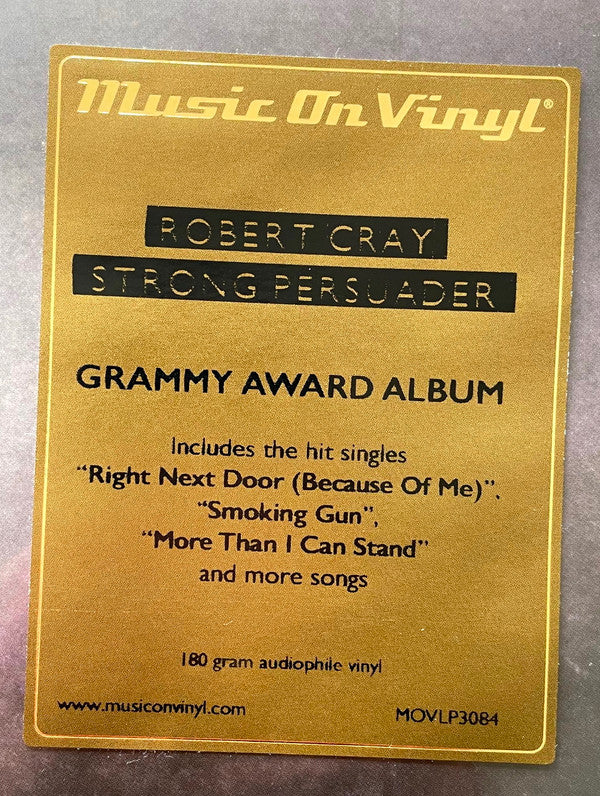 Music On Vinyl®
ROBERT CRAY
STRONG PERSUADER
GRAMMY AWARD ALBUM
Includes the hit singles
“Right Next Door (Because Of Me)”,
“Smoking Gun”,
“More Than I Can Stand”
and more songs
180 gram audiophile vinyl
www.musiconvinyl.com
MOVLP3084